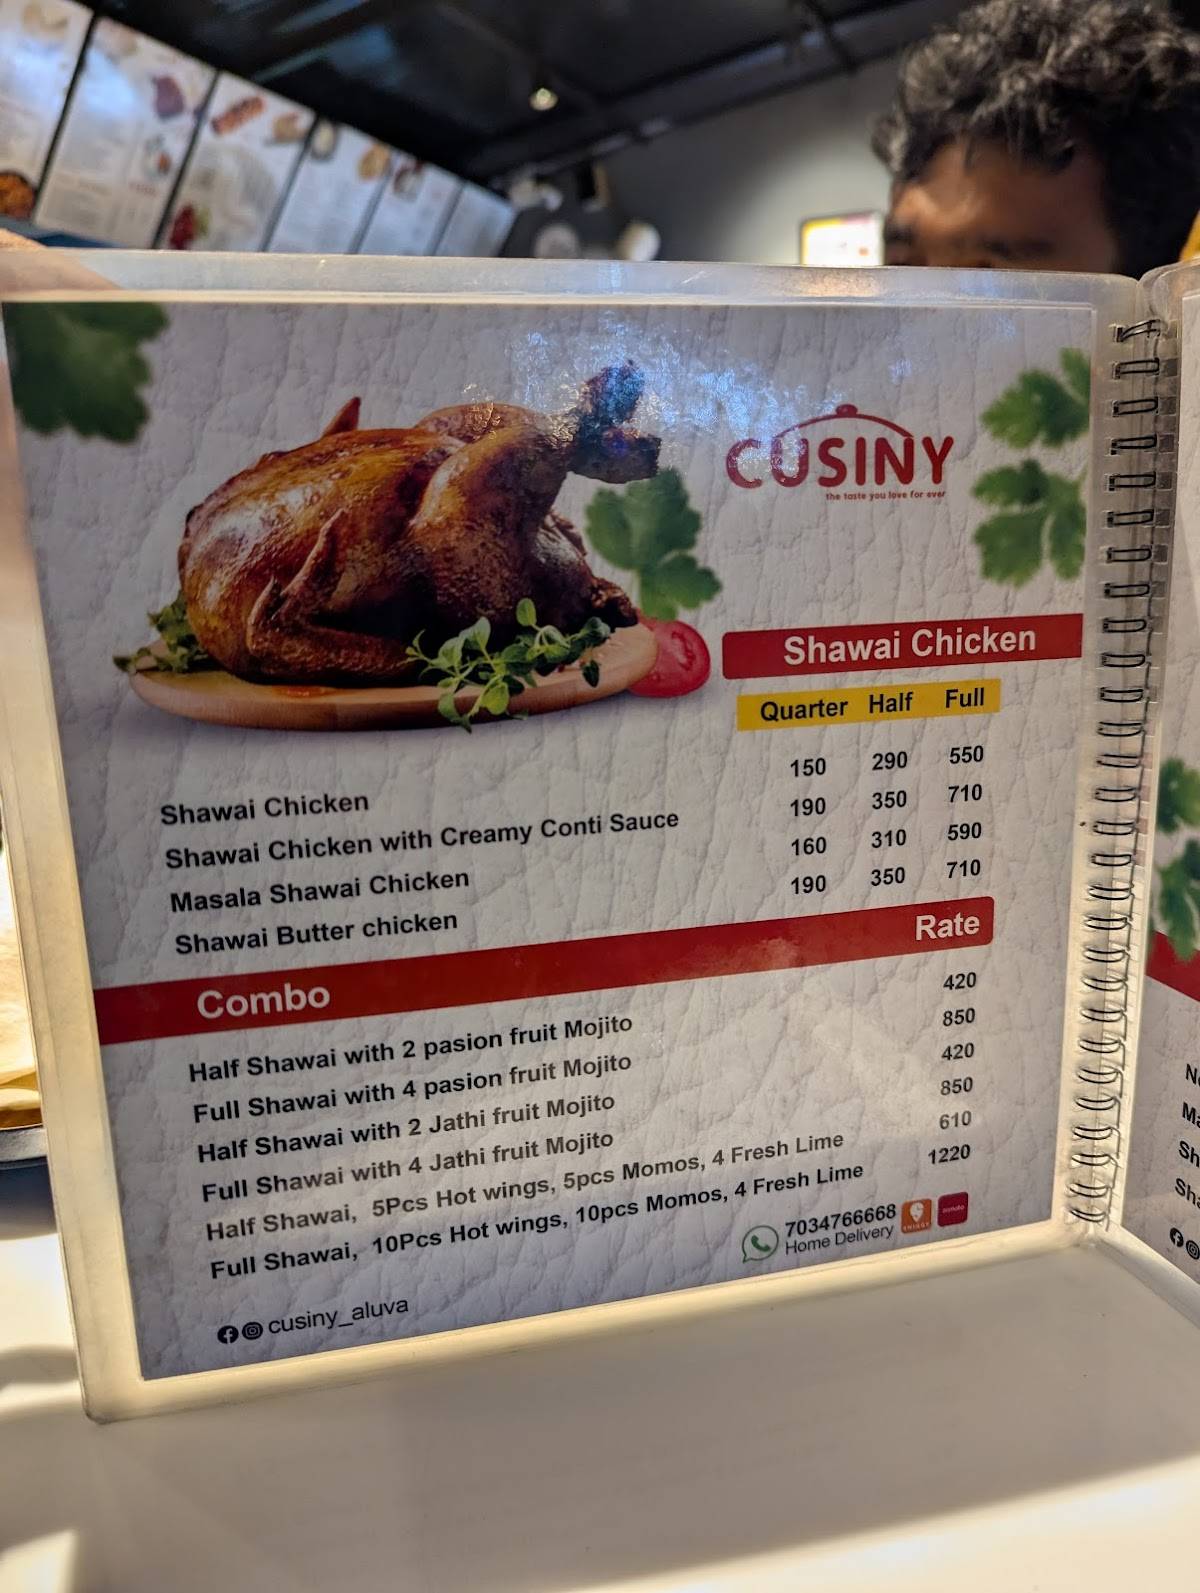 CUSINY
the taste you love for ever
Shawai Chicken
Quarter Half Full
Shawai Chicken 150 290 550
Shawai Chicken with Creamy Conti Sauce 190 350 710
Masala Shawai Chicken 160 310 590
Shawai Butter chicken 190 350 710
Combo Rate
Half Shawai with 2 pasion fruit Mojito 420
Full Shawai with 4 pasion fruit Mojito 850
Half Shawai with 2 Jathi fruit Mojito 420
Full Shawai with 4 Jathi fruit Mojito 850
Half Shawai, 5Pcs Hot wings, 5pcs Momos, 4 Fresh Lime 610
Full Shawai, 10Pcs Hot wings, 10pcs Momos, 4 Fresh Lime 1220
7034766668
Home Delivery
SWIGGY
zomato
cusiny_aluva